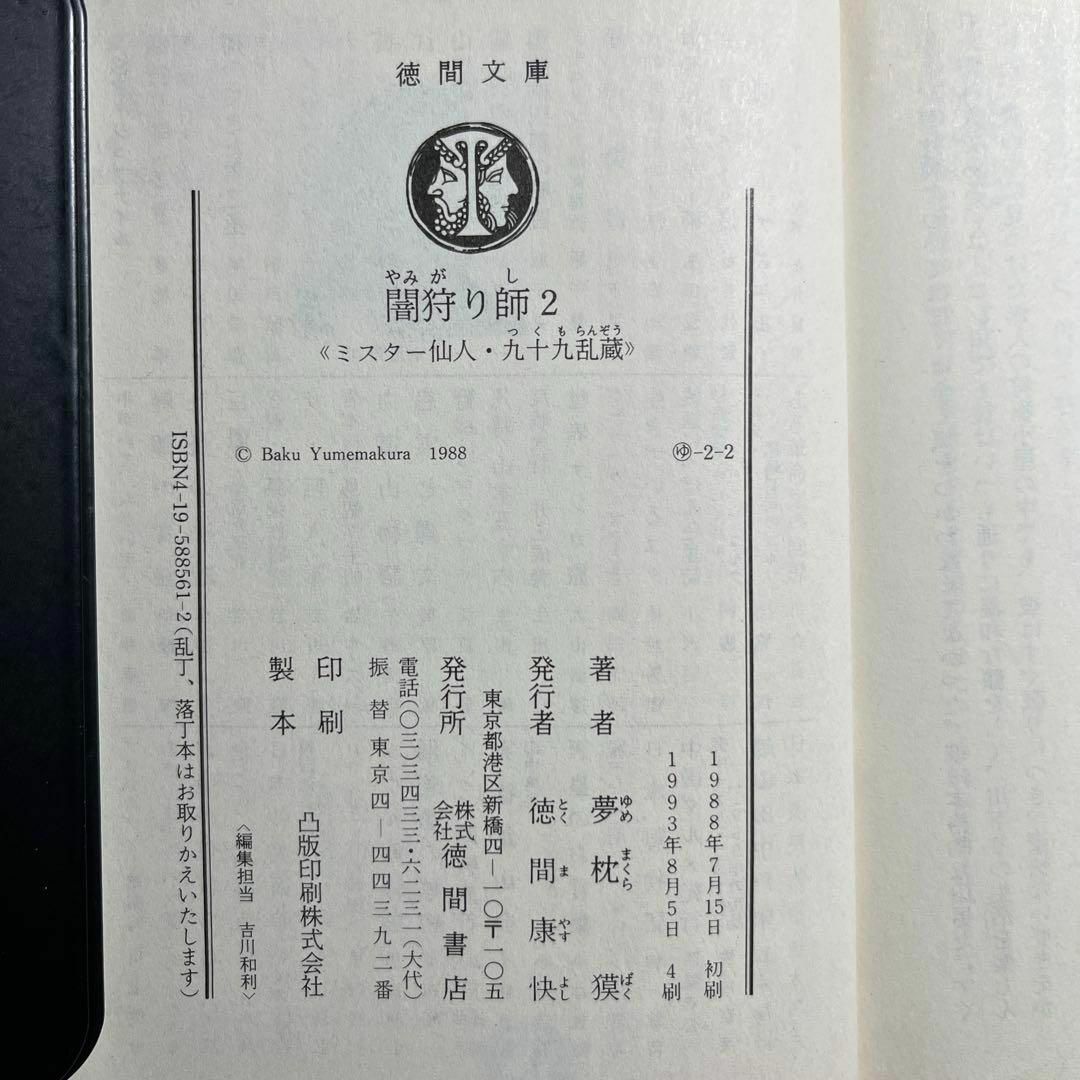 徳間文庫
闇狩り師2
やみがし
《ミスター仙人・九十九乱蔵》
つくもらんぞう
© Baku Yumemakura 1988
ゆ-2-2
1988年7月15日 初刷
1993年8月5日 4刷
著者 夢枕獏
ゆめまくらばく
発行者 徳間康快
とくまやすよし
東京都港区新橋四―一〇〒一〇五
発行所 株式会社徳間書店
電話(〇三)三四三三・六二三一(大代)
振替 東京四―四四三九二番
印刷
製本
凸版印刷株式会社
〈編集担当 吉川和利〉
ISBN4-19-588561-2(乱丁、落丁本はお取りかえいたします)